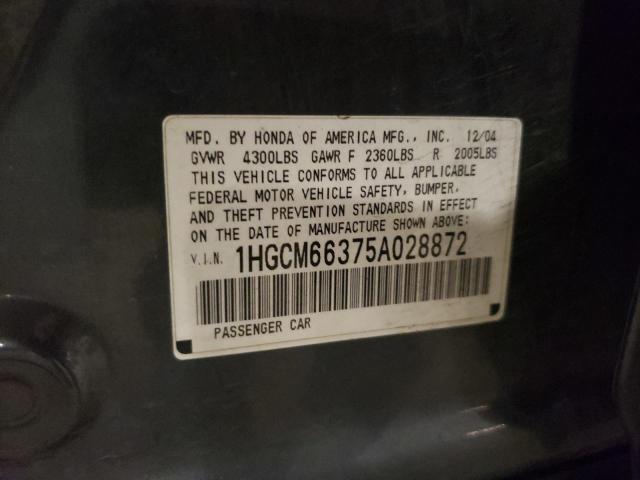 MFD. BY HONDA OF AMERICA MFG., INC. 12/04
GVWR 4300LBS GAWR F 2360LBS R 2005LBS
THIS VEHICLE CONFORMS TO ALL APPLICABLE
FEDERAL MOTOR VEHICLE SAFETY, BUMPER,
AND THEFT PREVENTION STANDARDS IN EFFECT
ON THE DATE OF MANUFACTURE SHOWN ABOVE:
V.I.N. 1HGCM66375A028872
PASSENGER CAR